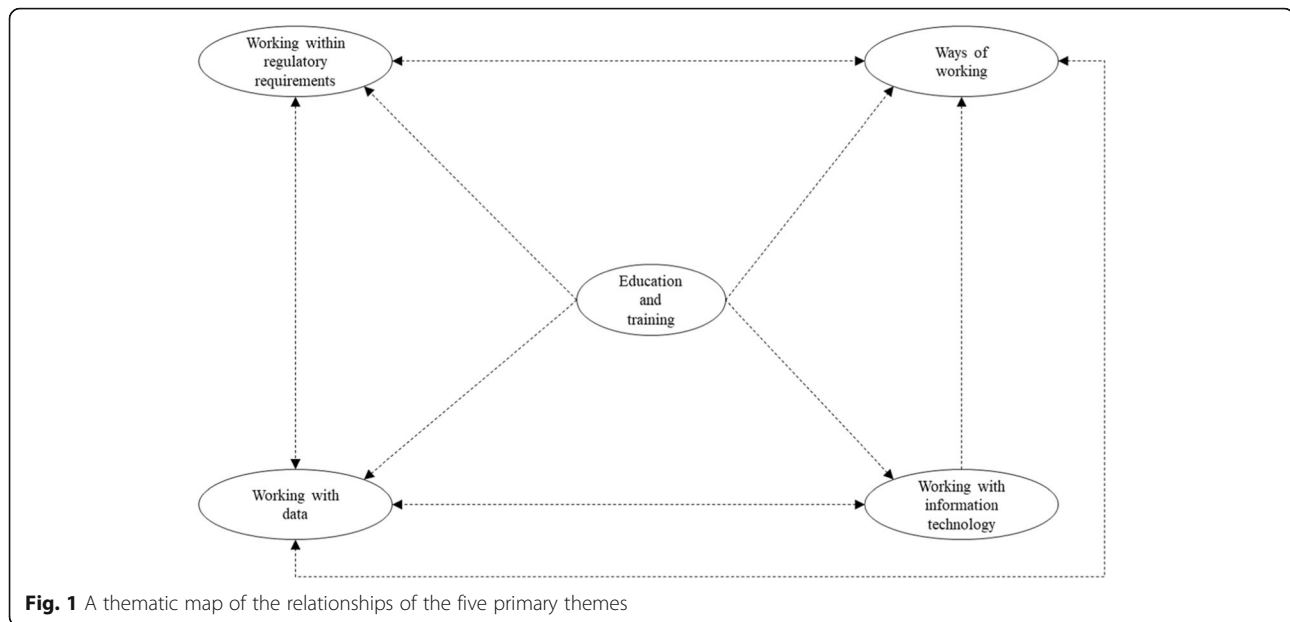 Working within
regulatory
requirements
Ways of
working
Education
and
training
Working with
data
Working with
information
technology
Fig. 1 A thematic map of the relationships of the five primary themes